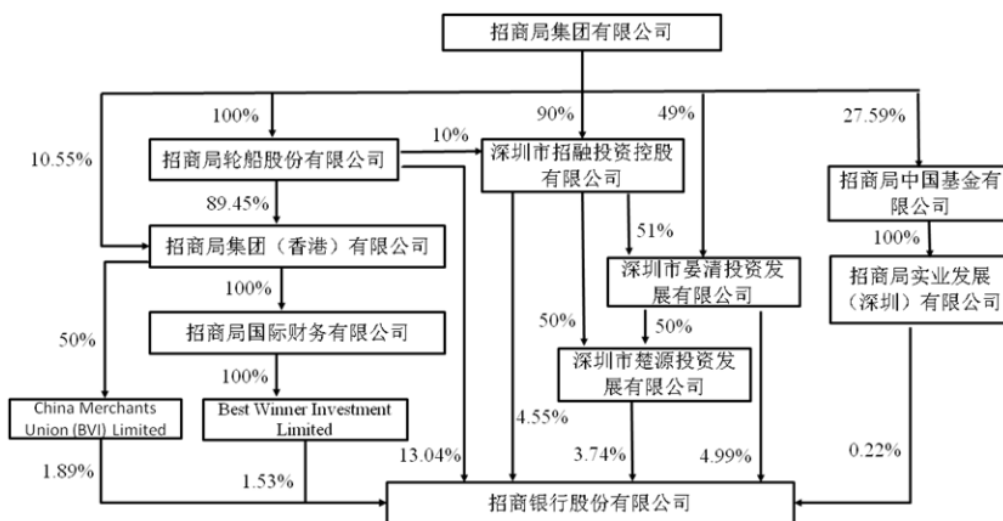 招商局集团有限公司
100%
90%
49%
27.59%
10%
10.55%
招商局轮船股份有限公司
深圳市招融投资控股
有限公司
招商局中国基金有
限公司
89.45%
51%
100%
招商局集团（香港）有限公司
深圳市晏清投资发
展有限公司
招商局实业发展
（深圳）有限公司
100%
招商局国际财务有限公司
50%
50%
50%
100%
深圳市楚源投资发
展有限公司
China Merchants
Union (BVI) Limited
Best Winner Investment
Limited
4.55%
1.89%
1.53%
13.04%
3.74%
4.99%
0.22%
招商银行股份有限公司